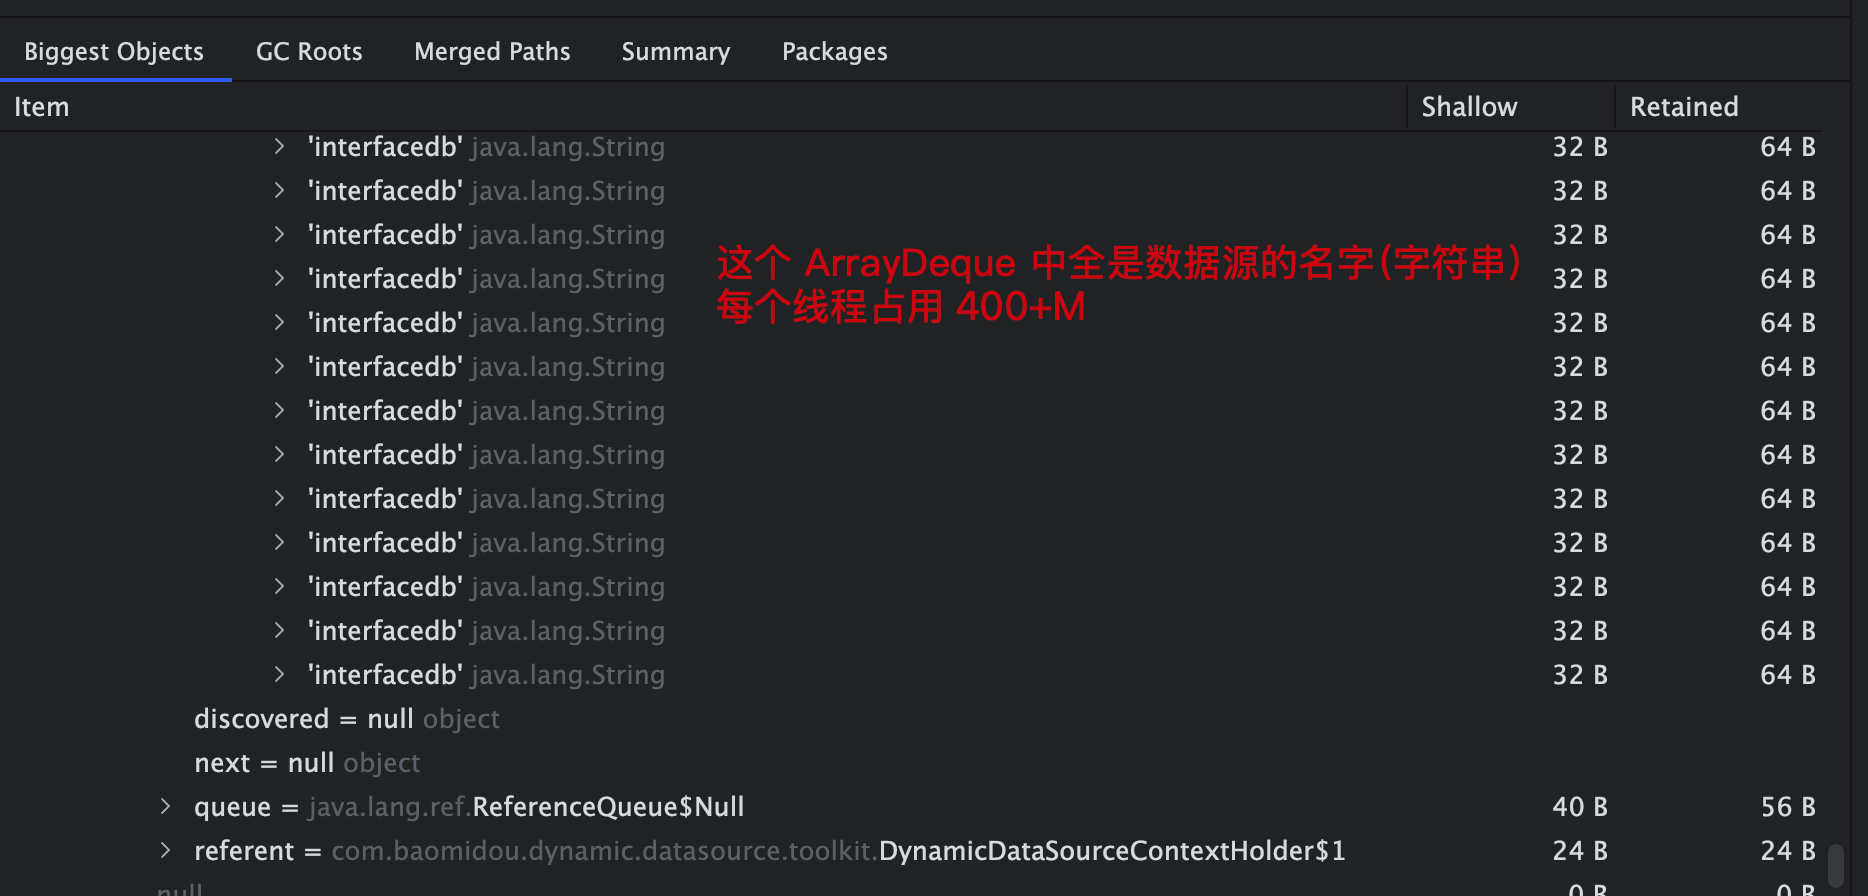 Biggest Objects GC Roots Merged Paths Summary Packages
Item Shallow Retained
'interfacedb' java.lang.String 32 B 64 B
'interfacedb' java.lang.String 32 B 64 B
'interfacedb' java.lang.String 32 B 64 B
这个 ArrayDeque 中全是数据源的名字(字符串)
'interfacedb' java.lang.String 32 B 64 B
每个线程占用 400+M
'interfacedb' java.lang.String 32 B 64 B
'interfacedb' java.lang.String 32 B 64 B
'interfacedb' java.lang.String 32 B 64 B
'interfacedb' java.lang.String 32 B 64 B
'interfacedb' java.lang.String 32 B 64 B
'interfacedb' java.lang.String 32 B 64 B
'interfacedb' java.lang.String 32 B 64 B
'interfacedb' java.lang.String 32 B 64 B
'interfacedb' java.lang.String 32 B 64 B
discovered = null object
next = null object
queue = java.lang.ref.ReferenceQueue$Null 40 B 56 B
referent = com.baomidou.dynamic.datasource.toolkit.DynamicDataSourceContextHolder$1 24 B 24 B
null 0 B 0 B